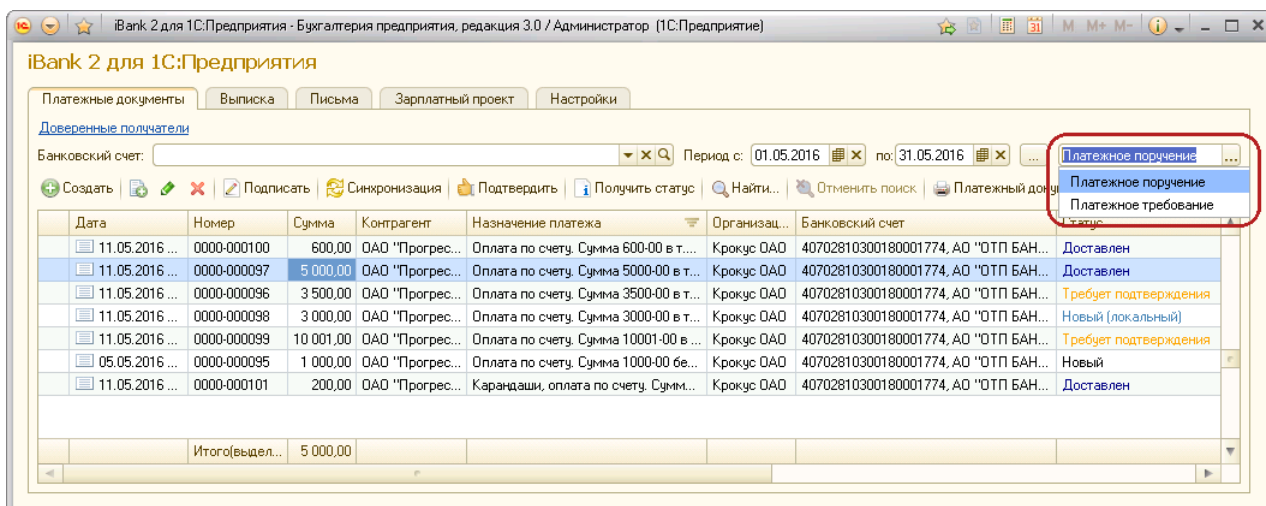 iBank 2 для 1С:Предприятия - Бухгалтерия предприятия, редакция 3.0 / Администратор (1С:Предприятие) 31 M M+ M-
iBank 2 для 1С:Предприятия
Платежные документы Выписка Письма Зарплатный проект Настройки
Доверенные получатели
Банковский счет: Период с: 01.05.2016 по: 31.05.2016 ... Платежное поручение ...
Создать Подписать Синхронизация Подтвердить Получить статус Найти... Отменить поиск Платежный доку
Платежное поручение
Платежное требование
Дата Номер Сумма Контрагент Назначение платежа Организац... Банковский счет Статус
11.05.2016 ... 0000-000100 600,00 ОАО "Прогрес... Оплата по счету. Сумма 600-00 в т.... Крокус ОАО 40702810300180001774, АО "ОТП БАН... Доставлен
11.05.2016 ... 0000-000097 5 000,00 ОАО "Прогрес... Оплата по счету. Сумма 5000-00 в т... Крокус ОАО 40702810300180001774, АО "ОТП БАН... Доставлен
11.05.2016 ... 0000-000096 3 500,00 ОАО "Прогрес... Оплата по счету. Сумма 3500-00 в т... Крокус ОАО 40702810300180001774, АО "ОТП БАН... Требует подтверждения
11.05.2016 ... 0000-000098 3 000,00 ОАО "Прогрес... Оплата по счету. Сумма 3000-00 в т... Крокус ОАО 40702810300180001774, АО "ОТП БАН... Новый (локальный)
11.05.2016 ... 0000-000099 10 001,00 ОАО "Прогрес... Оплата по счету. Сумма 10001-00 в ... Крокус ОАО 40702810300180001774, АО "ОТП БАН... Требует подтверждения
05.05.2016 ... 0000-000095 1 000,00 ОАО "Прогрес... Оплата по счету. Сумма 1000-00 бе... Крокус ОАО 40702810300180001774, АО "ОТП БАН... Новый
11.05.2016 ... 0000-000101 200,00 ОАО "Прогрес... Карандаши, оплата по счету. Сумм... Крокус ОАО 40702810300180001774, АО "ОТП БАН... Доставлен
Итого(выдел... 5 000,00